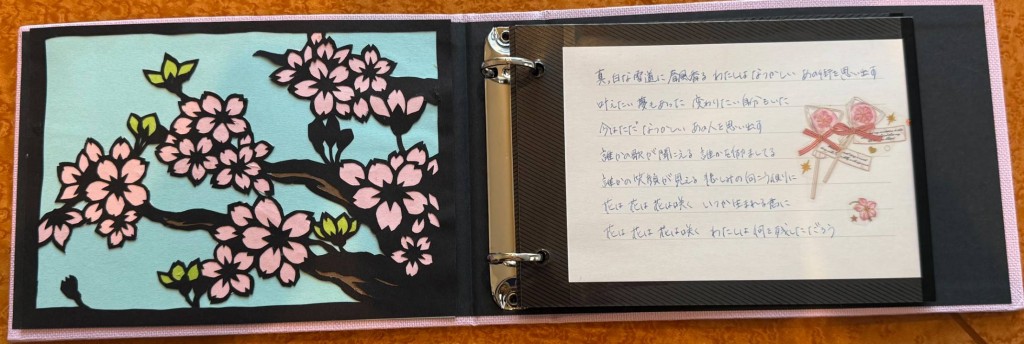 真っ白な雪道に 春風香る わたしはなつかしい あの街を思い出す
叶えたい夢もあった 変わりたい自分もいた
今はただ なつかしい あの人を思い出す
誰かの歌が聞こえる 誰かを励ましてる
誰かの笑顔が見える 悲しみの向こう側に
花は 花は 花は咲く いつか生まれる君に
花は 花は 花は咲く わたしは何を残しただろう